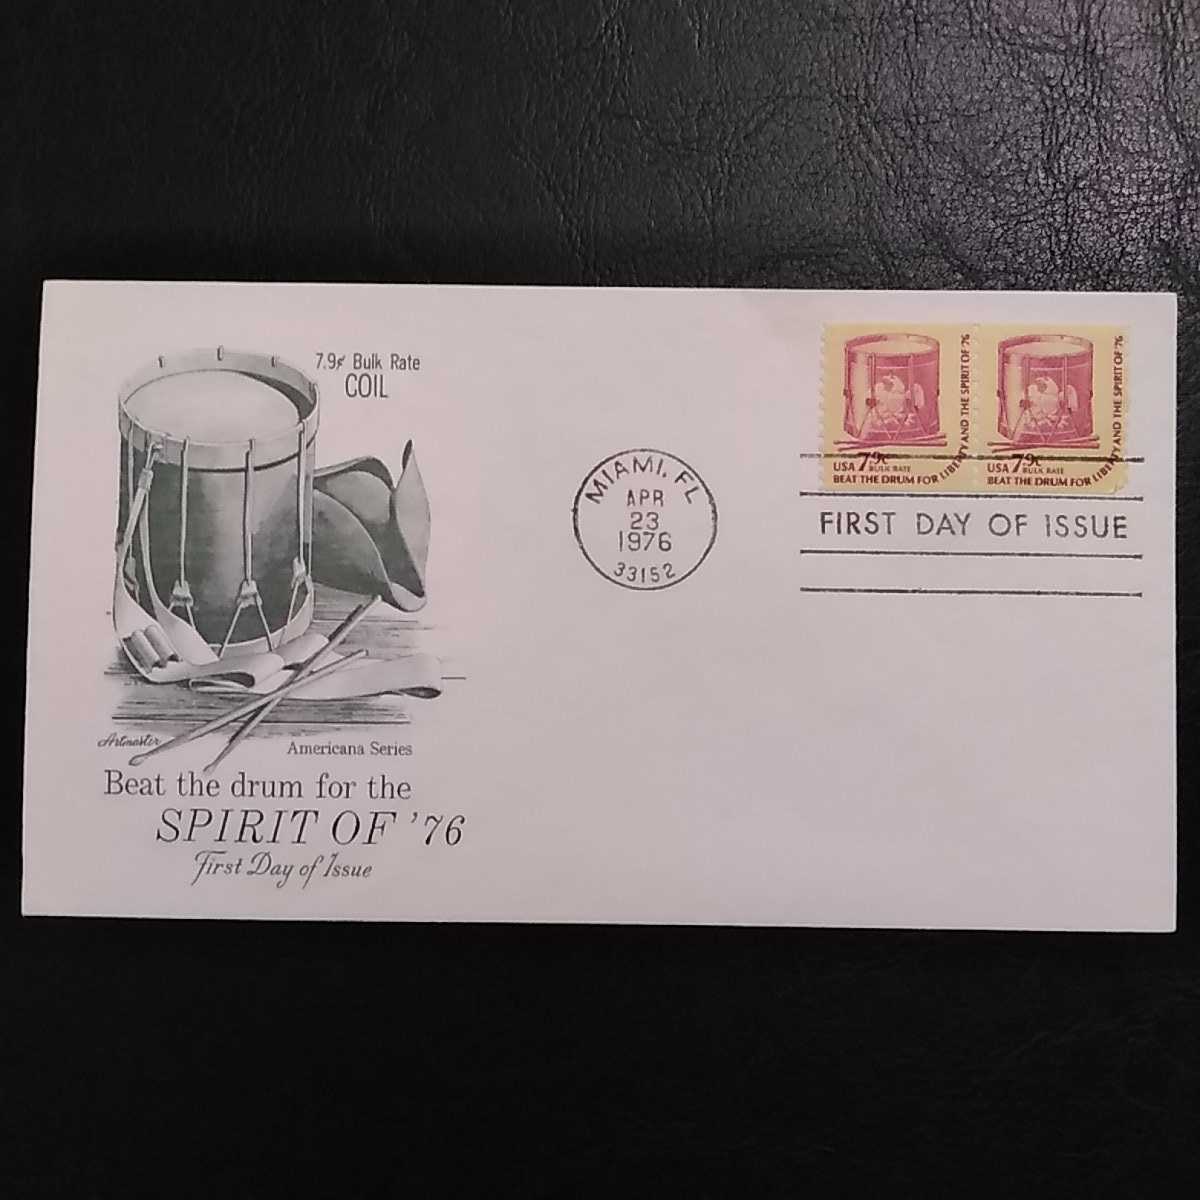 7.9¢ Bulk Rate
COIL
Artmaster
Americana Series
Beat the drum for the
SPIRIT OF '76
First Day of Issue
MIAMI, FL
APR
23
1976
33152
USA 7.9c
BULK RATE
BEAT THE DRUM FOR LIBERTY AND THE SPIRIT OF '76
USA 7.9c
BULK RATE
BEAT THE DRUM FOR LIBERTY AND THE SPIRIT OF '76
FIRST DAY OF ISSUE